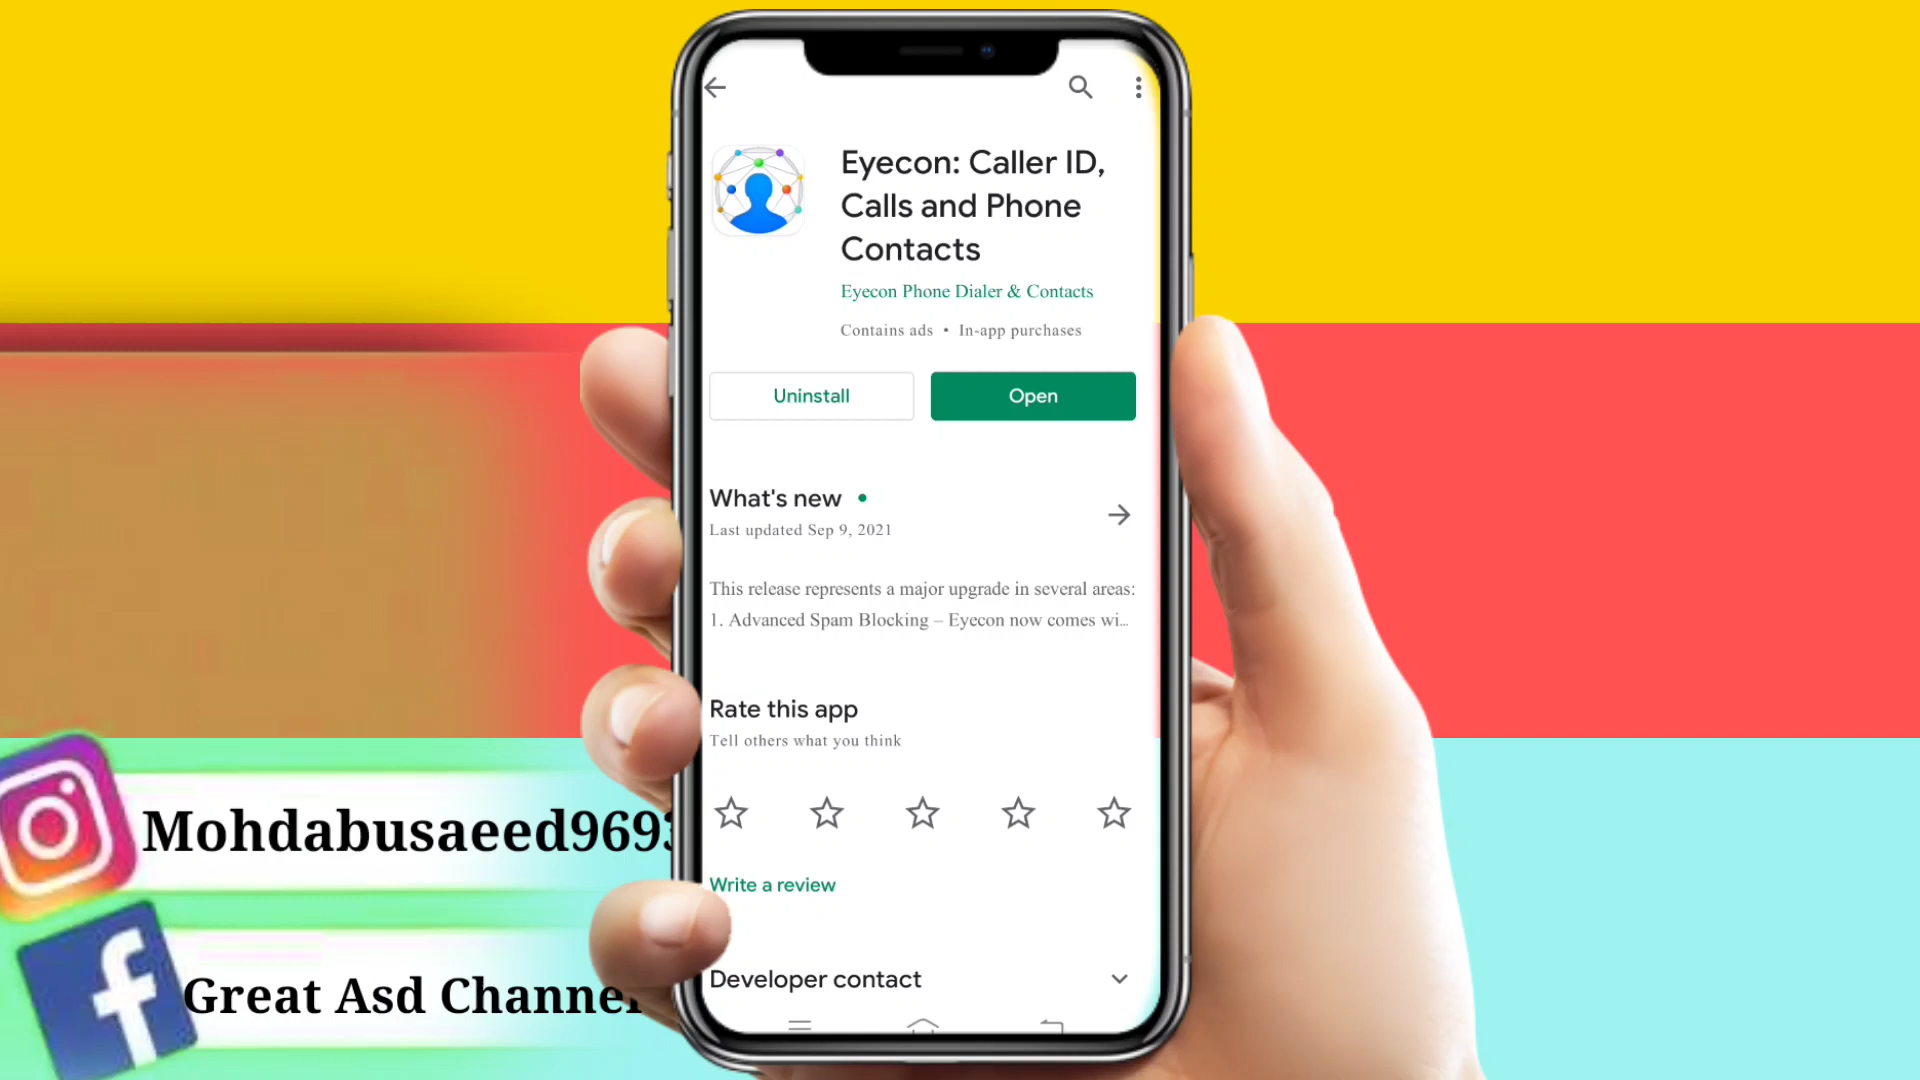 Eyecon: Caller ID,
Calls and Phone
Contacts
Eyecon Phone Dialer & Contacts
Contains ads • In-app purchases
Uninstall
Open
What's new
Last updated Sep 9, 2021
This release represents a major upgrade in several areas:
1. Advanced Spam Blocking – Eyecon now comes wi…
Rate this app
Tell others what you think
Write a review
Developer contact
Mohdabusaeed9693
Great Asd Channel